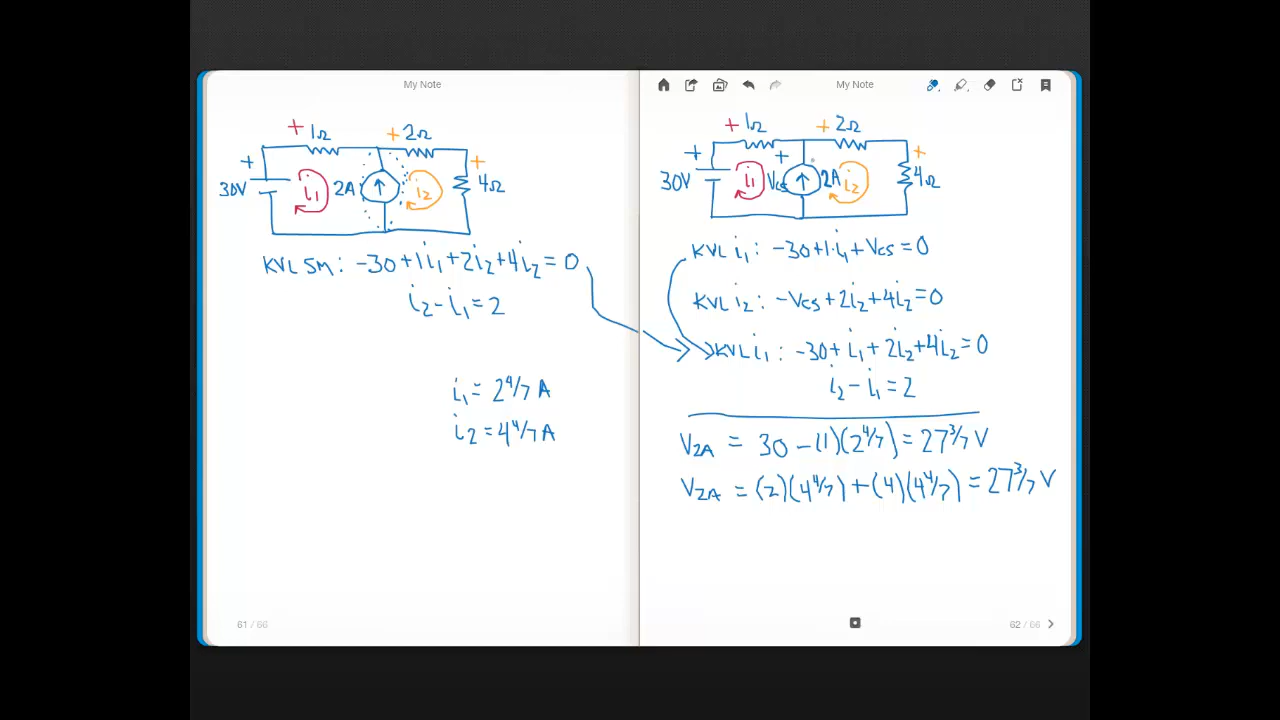 My Note
+ 1Ω + 2Ω
+ +
30V i₁ 2A i₂ 4Ω
KVL SM: -30+1i₁+2i₂+4i₂=0
i₂-i₁=2
i₁= 2 4/7 A
i₂=4 4/7 A
61 / 66
My Note
+ 1Ω + 2Ω
+ + +
30V i₁ Vcs 2A i₂ 4Ω
KVL i₁: -30+1·i₁+Vcs=0
KVL i₂: -Vcs+2i₂+4i₂=0
KVL i₁: -30+i₁+2i₂+4i₂=0
i₂-i₁=2
V₂A = 30-(1)(2 4/7)=27 3/7 V
V₂A = (2)(4 4/7)+(4)(4 4/7)=27 3/7 V
62 / 66